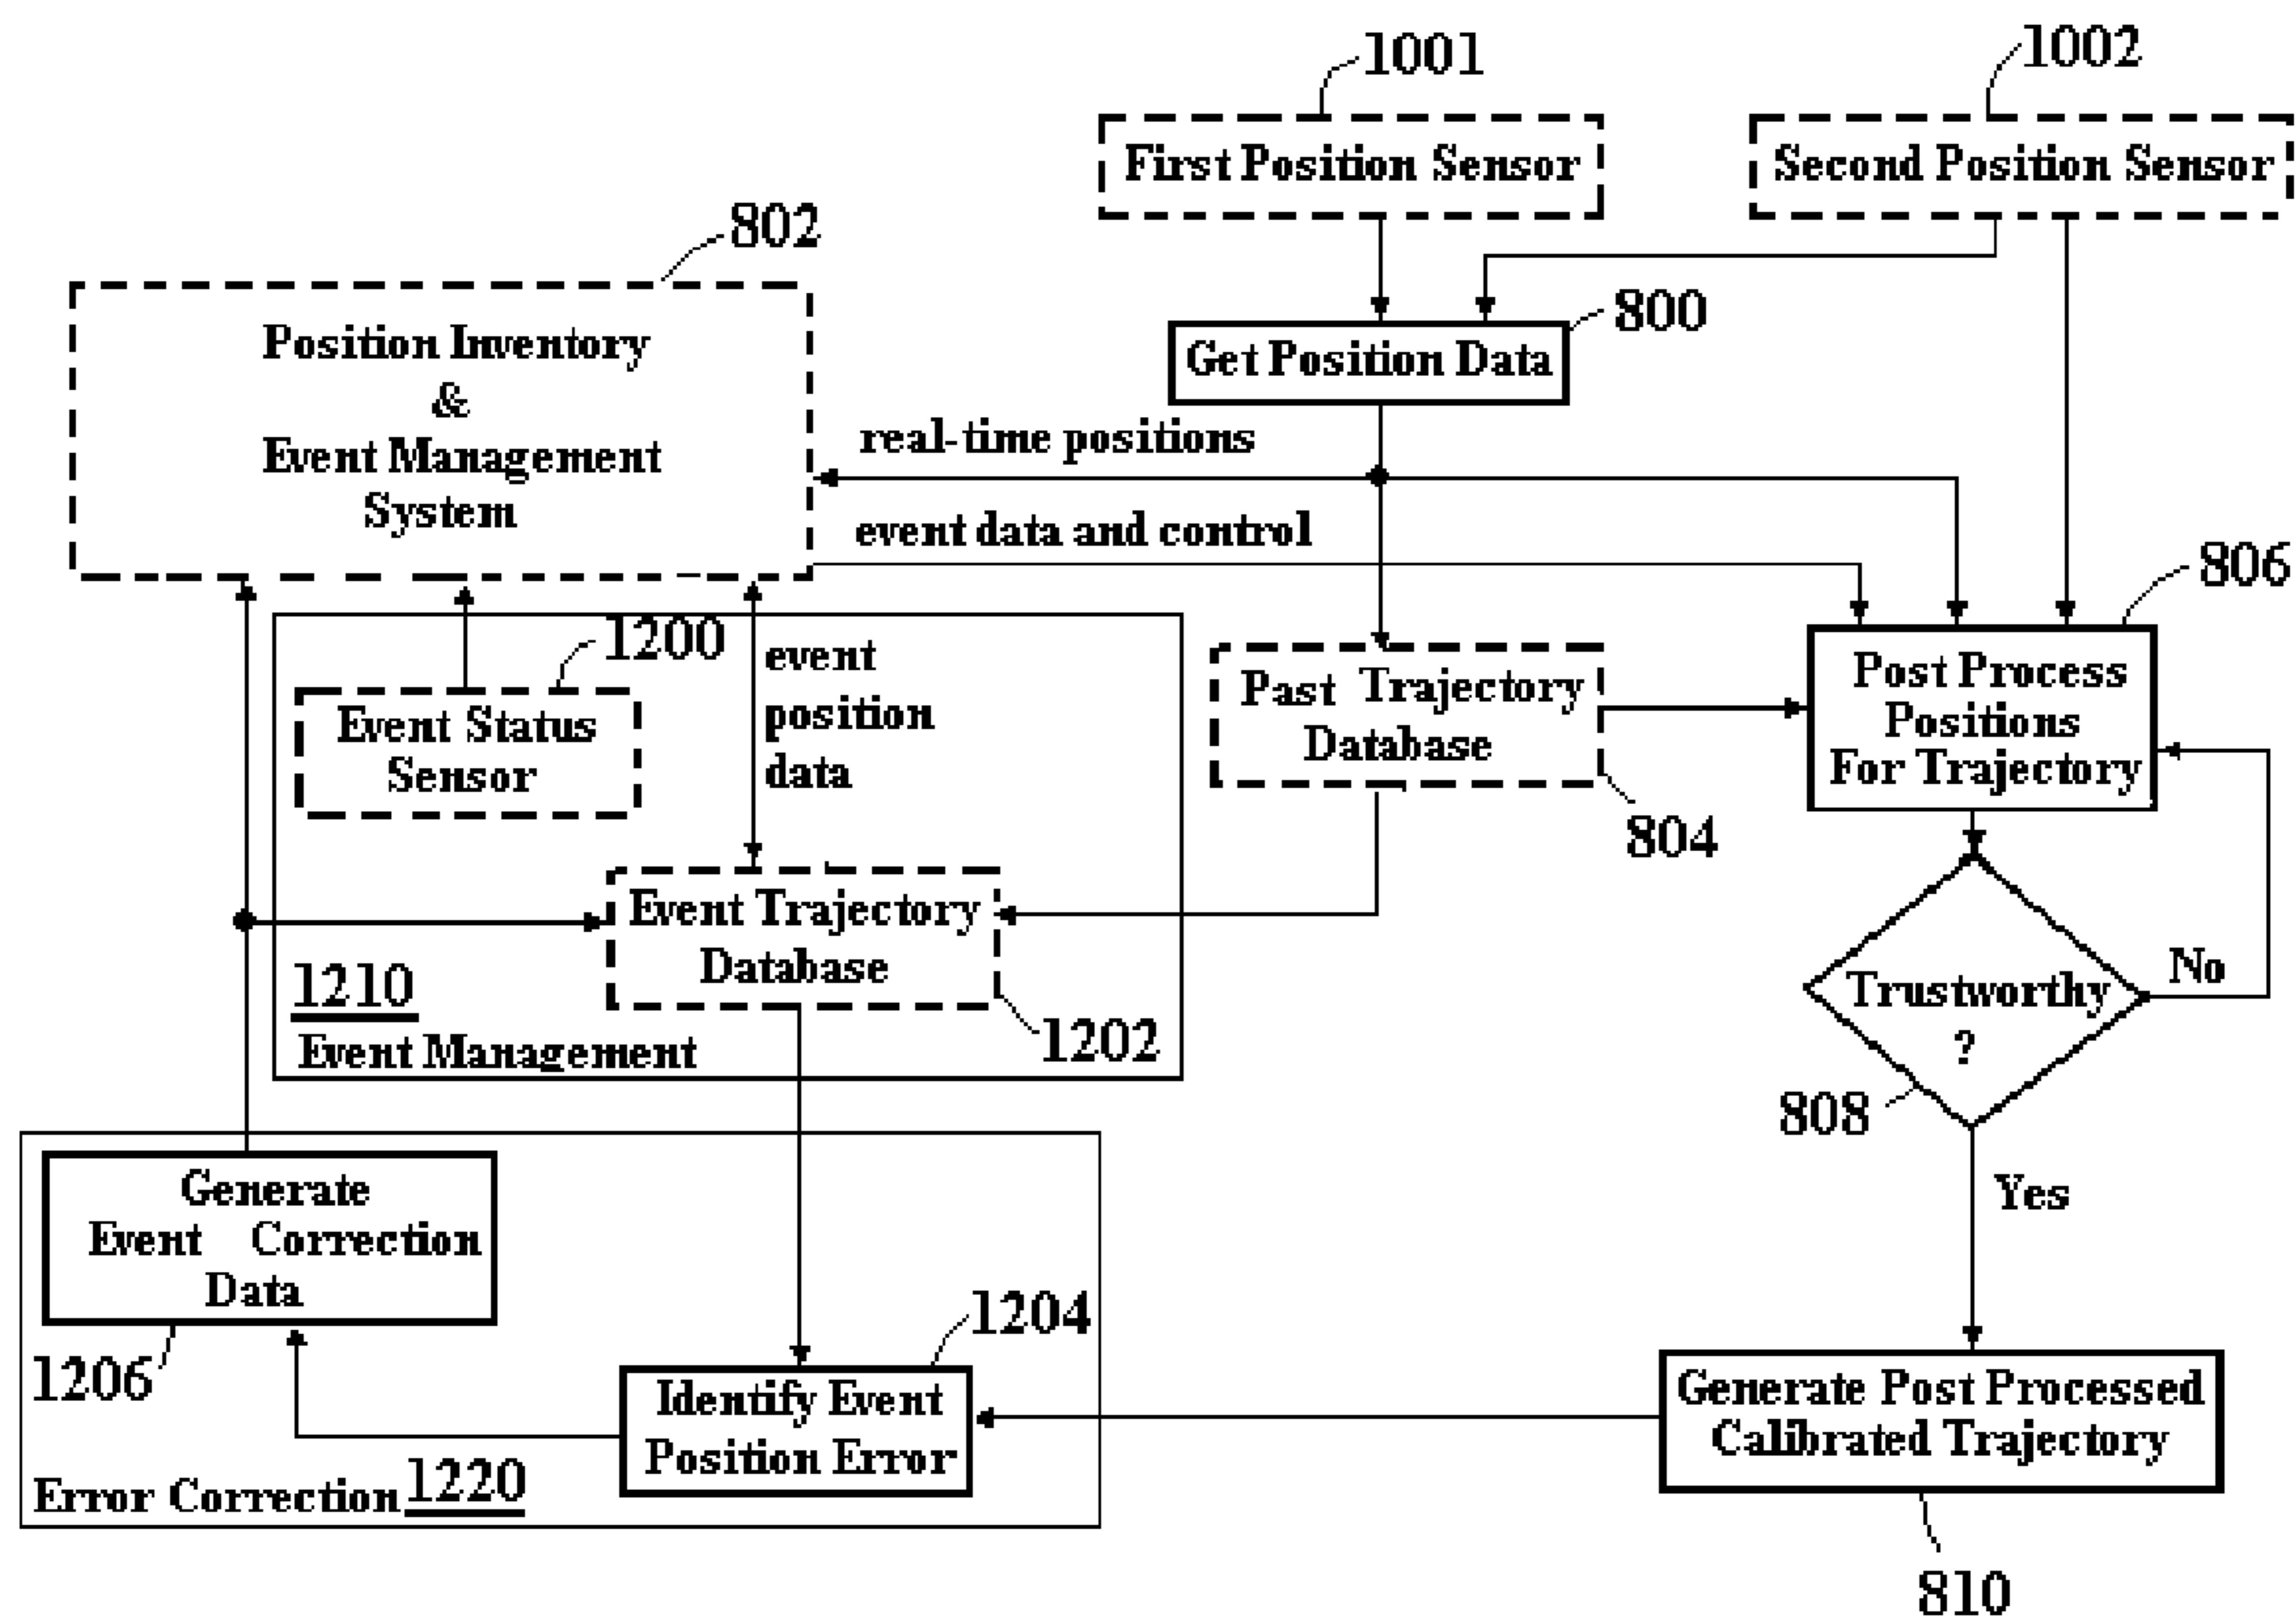 1001
1002
First Position Sensor
Second Position Sensor
802
800
Position Inventory
&
Event Management
System
Get Position Data
real-time positions
event data and control
806
1200
event
position
data
Event Status
Sensor
Past Trajectory
Database
804
Post Process
Positions
For Trajectory
Event Trajectory
Database
1202
1210
Event Management
Trustworthy
?
No
808
Yes
Generate
Event Correction
Data
1206
1204
Identify Event
Position Error
Error Correction 1220
Generate Post Processed
Calibrated Trajectory
810